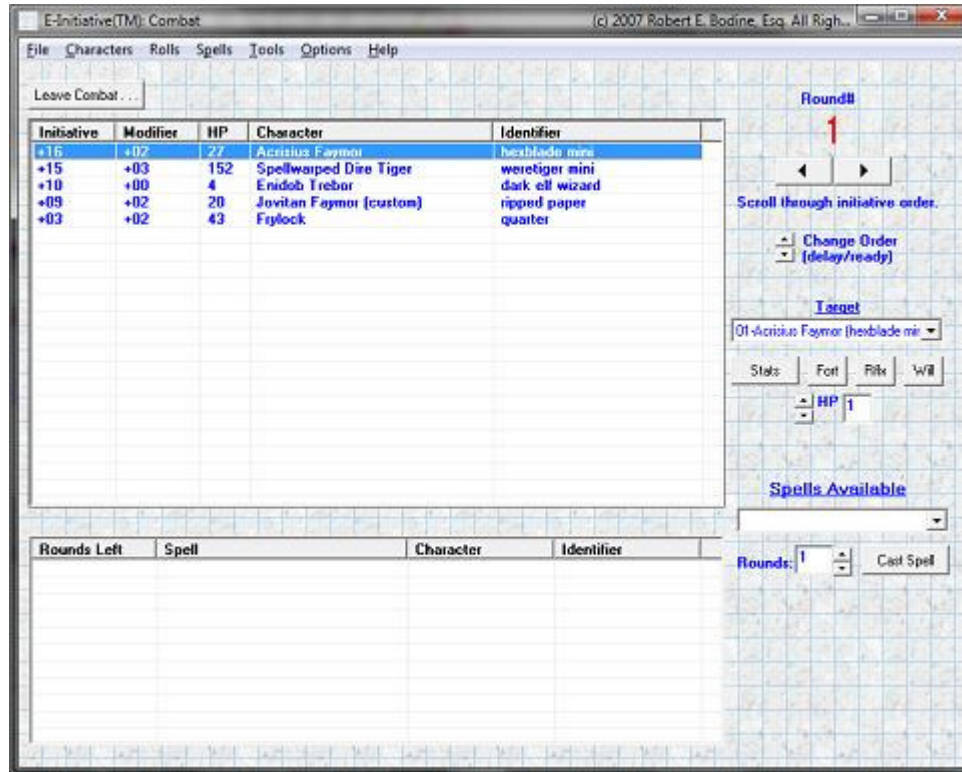 E-Initiative(TM): Combat (c) 2007 Robert E. Bodine, Esq. All Righ...
File Characters Rolls Spells Tools Options Help
Leave Combat . . .
Round#
1
Initiative Modifier HP Character Identifier
+16 +02 27 Acrisius Faymor hexblade mini
+15 +03 152 Spellwarped Dire Tiger weretiger mini
+10 +00 4 Enidob Trebor dark elf wizard
+09 +02 20 Jovitan Faymor (custom) ripped paper
+03 +02 43 Frylock quarter
Scroll through initiative order.
Change Order
(delay/ready)
Target
01-Acrisius Faymor (hexblade mir
Stats Fort Rflx Will
HP 1
Spells Available
Rounds Left Spell Character Identifier
Rounds: 1 Cast Spell